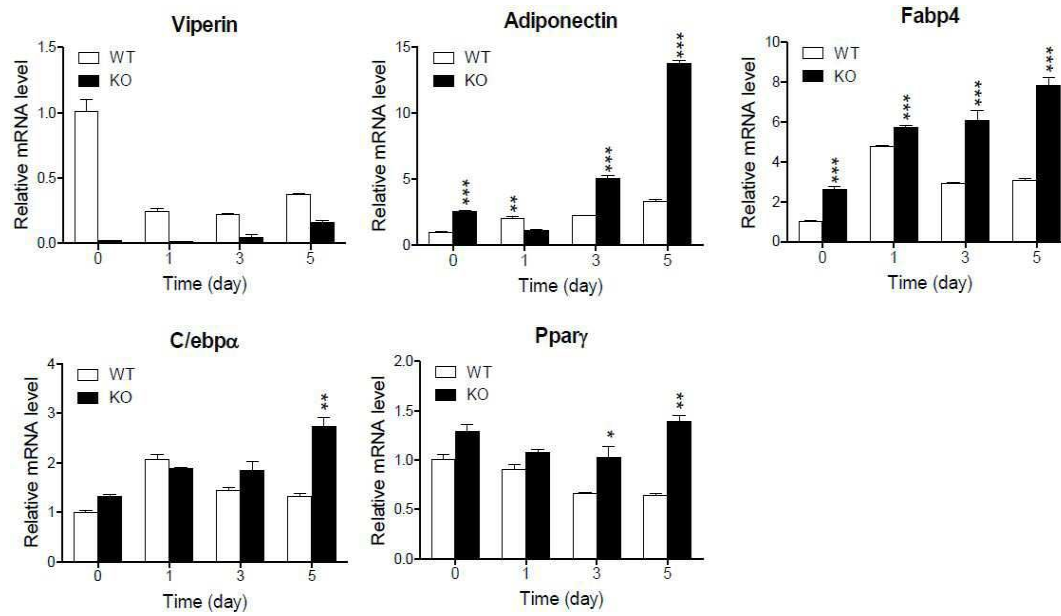 Viperin
Relative mRNA level
1.5
1.0
0.5
0.0
WT
KO
0 1 3 5
Time (day)
Adiponectin
Relative mRNA level
15
10
5
0
WT
KO
*** ** *** ***
0 1 3 5
Time (day)
Fabp4
Relative mRNA level
10
8
6
4
2
0
WT
KO
*** *** *** ***
0 1 3 5
Time (day)
C/ebpα
Relative mRNA level
4
3
2
1
0
WT
KO
**
0 1 3 5
Time (day)
Pparγ
Relative mRNA level
2.0
1.5
1.0
0.5
0.0
WT
KO
* **
0 1 3 5
Time (day)